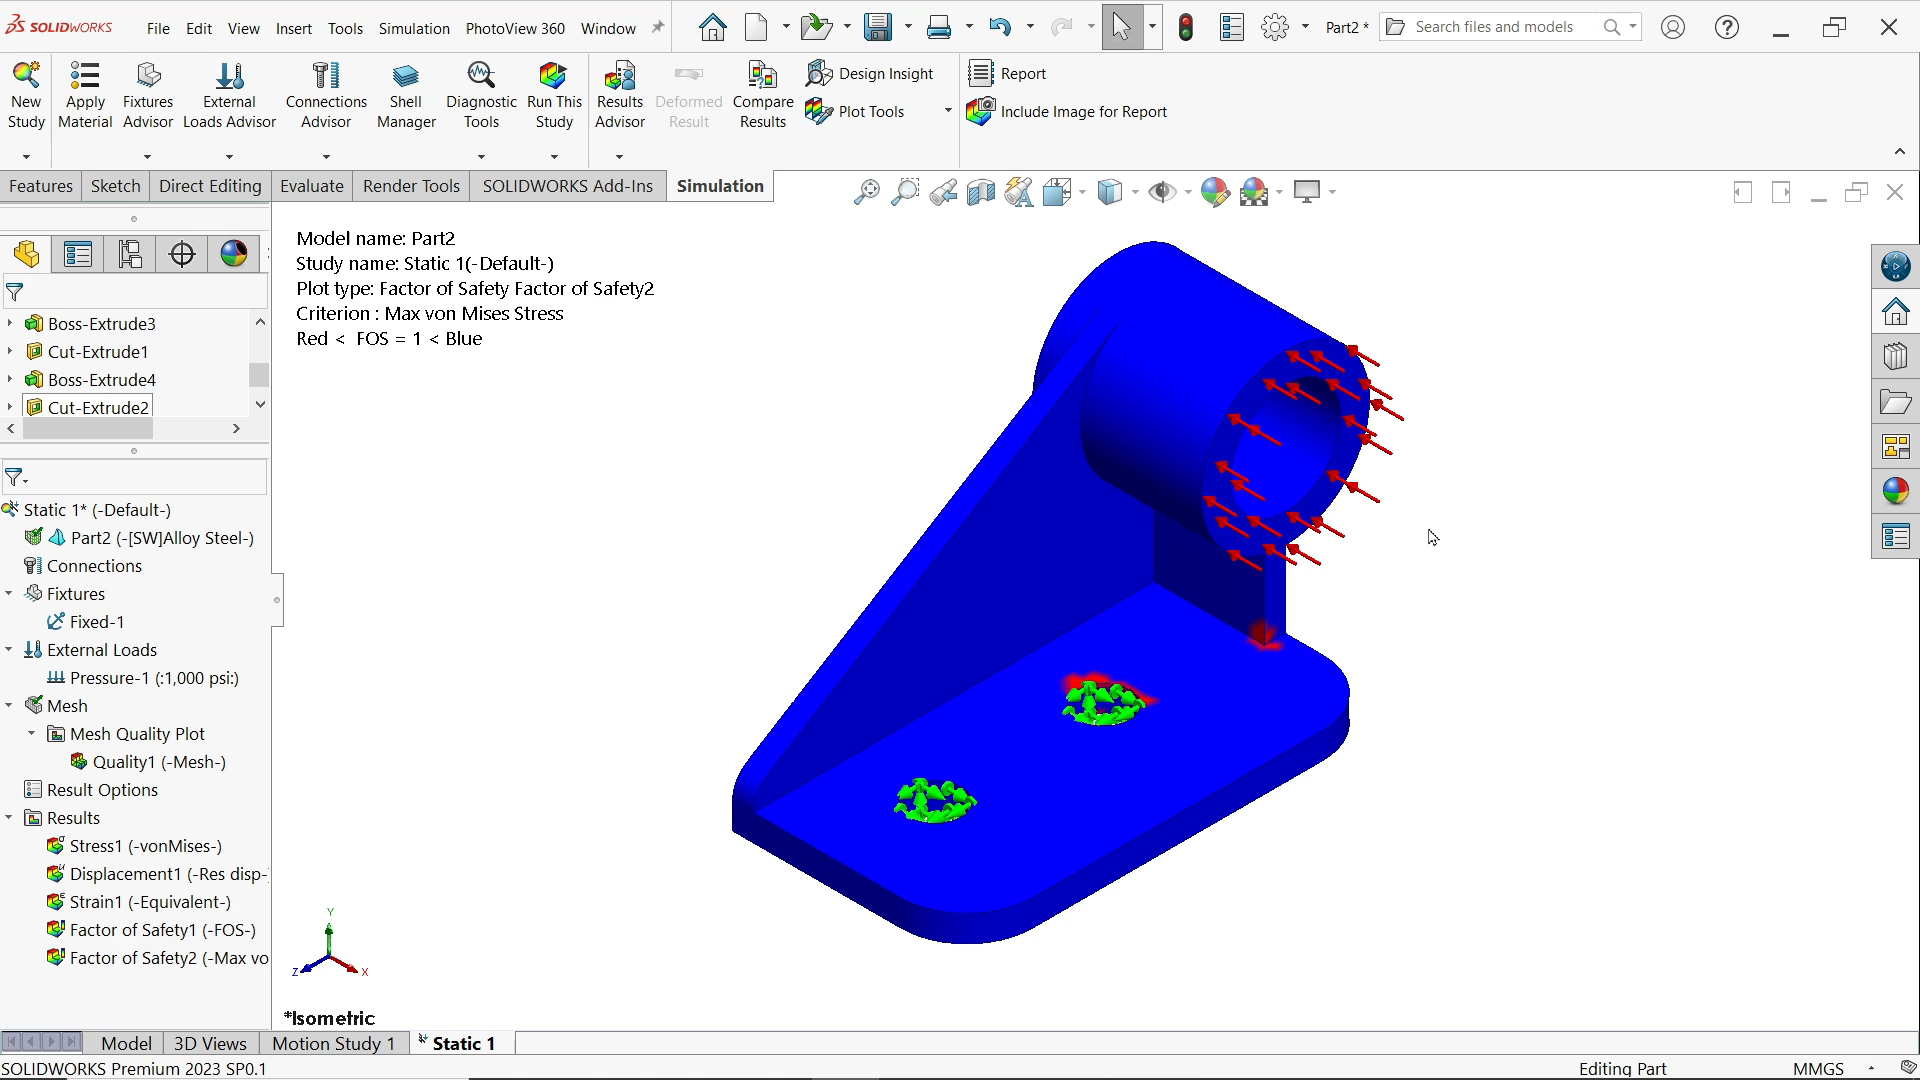 SOLIDWORKS
File Edit View Insert Tools Simulation PhotoView 360 Window
Part2 *
Search files and models
New Study
Apply Material
Fixtures Advisor
External Loads Advisor
Connections Advisor
Shell Manager
Diagnostic Tools
Run This Study
Results Advisor
Deformed Result
Compare Results
Design Insight
Plot Tools
Report
Include Image for Report
Features Sketch Direct Editing Evaluate Render Tools SOLIDWORKS Add-Ins Simulation
Boss-Extrude3
Cut-Extrude1
Boss-Extrude4
Cut-Extrude2
Static 1* (-Default-)
Part2 (-[SW]Alloy Steel-)
Connections
Fixtures
Fixed-1
External Loads
Pressure-1 (:1,000 psi:)
Mesh
Mesh Quality Plot
Quality1 (-Mesh-)
Result Options
Results
Stress1 (-vonMises-)
Displacement1 (-Res disp-
Strain1 (-Equivalent-)
Factor of Safety1 (-FOS-)
Factor of Safety2 (-Max vo
Model name: Part2
Study name: Static 1(-Default-)
Plot type: Factor of Safety Factor of Safety2
Criterion : Max von Mises Stress
Red < FOS = 1 < Blue
Y
Z
X
*Isometric
Model 3D Views Motion Study 1 Static 1
SOLIDWORKS Premium 2023 SP0.1
Editing Part
MMGS